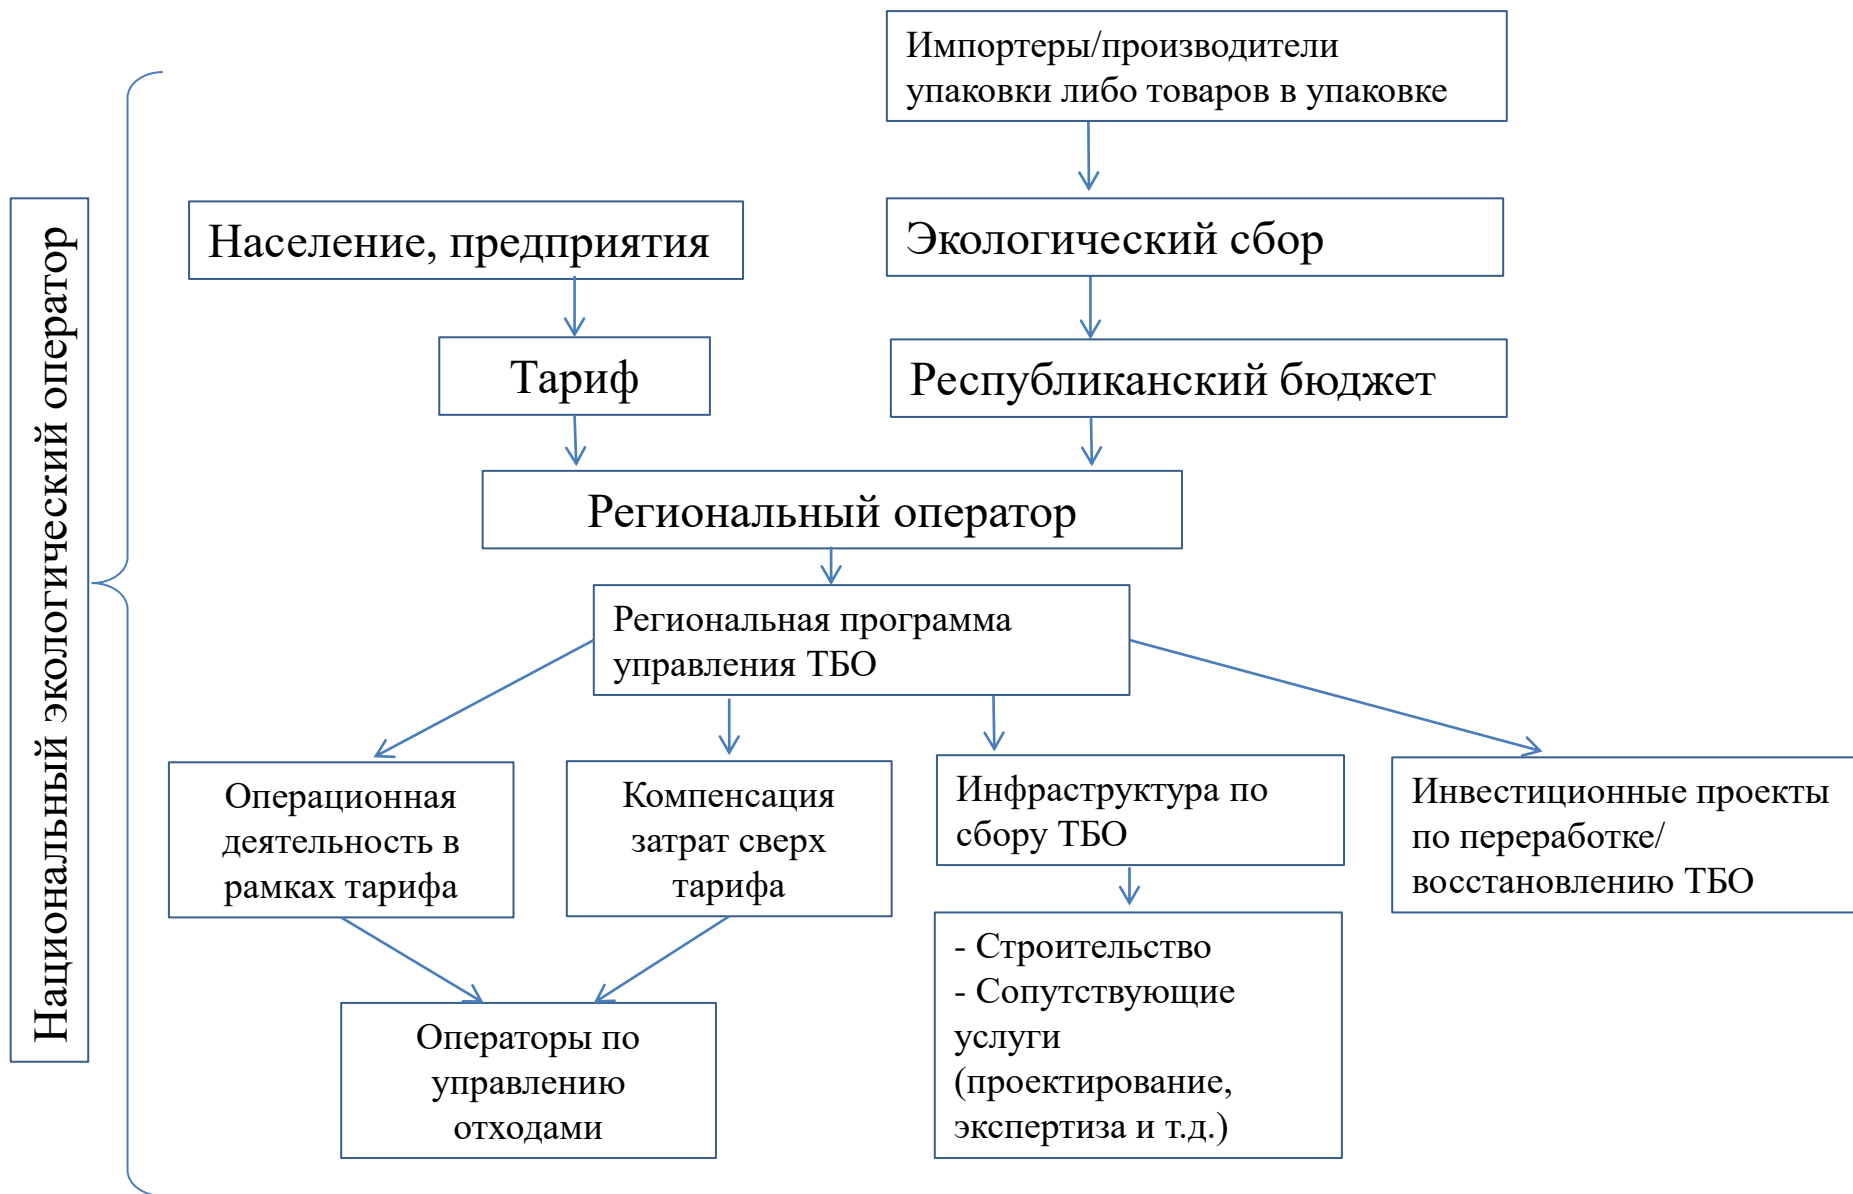 Импортеры/производители
упаковки либо товаров в упаковке
Национальный экологический оператор
Население, предприятия
Экологический сбор
Тариф
Республиканский бюджет
Региональный оператор
Региональная программа
управления ТБО
Операционная
деятельность в
рамках тарифа
Компенсация
затрат сверх
тарифа
Инфраструктура по
сбору ТБО
Инвестиционные проекты
по переработке/
восстановлению ТБО
Операторы по
управлению
отходами
- Строительство
- Сопутствующие
услуги
(проектирование,
экспертиза и т.д.)